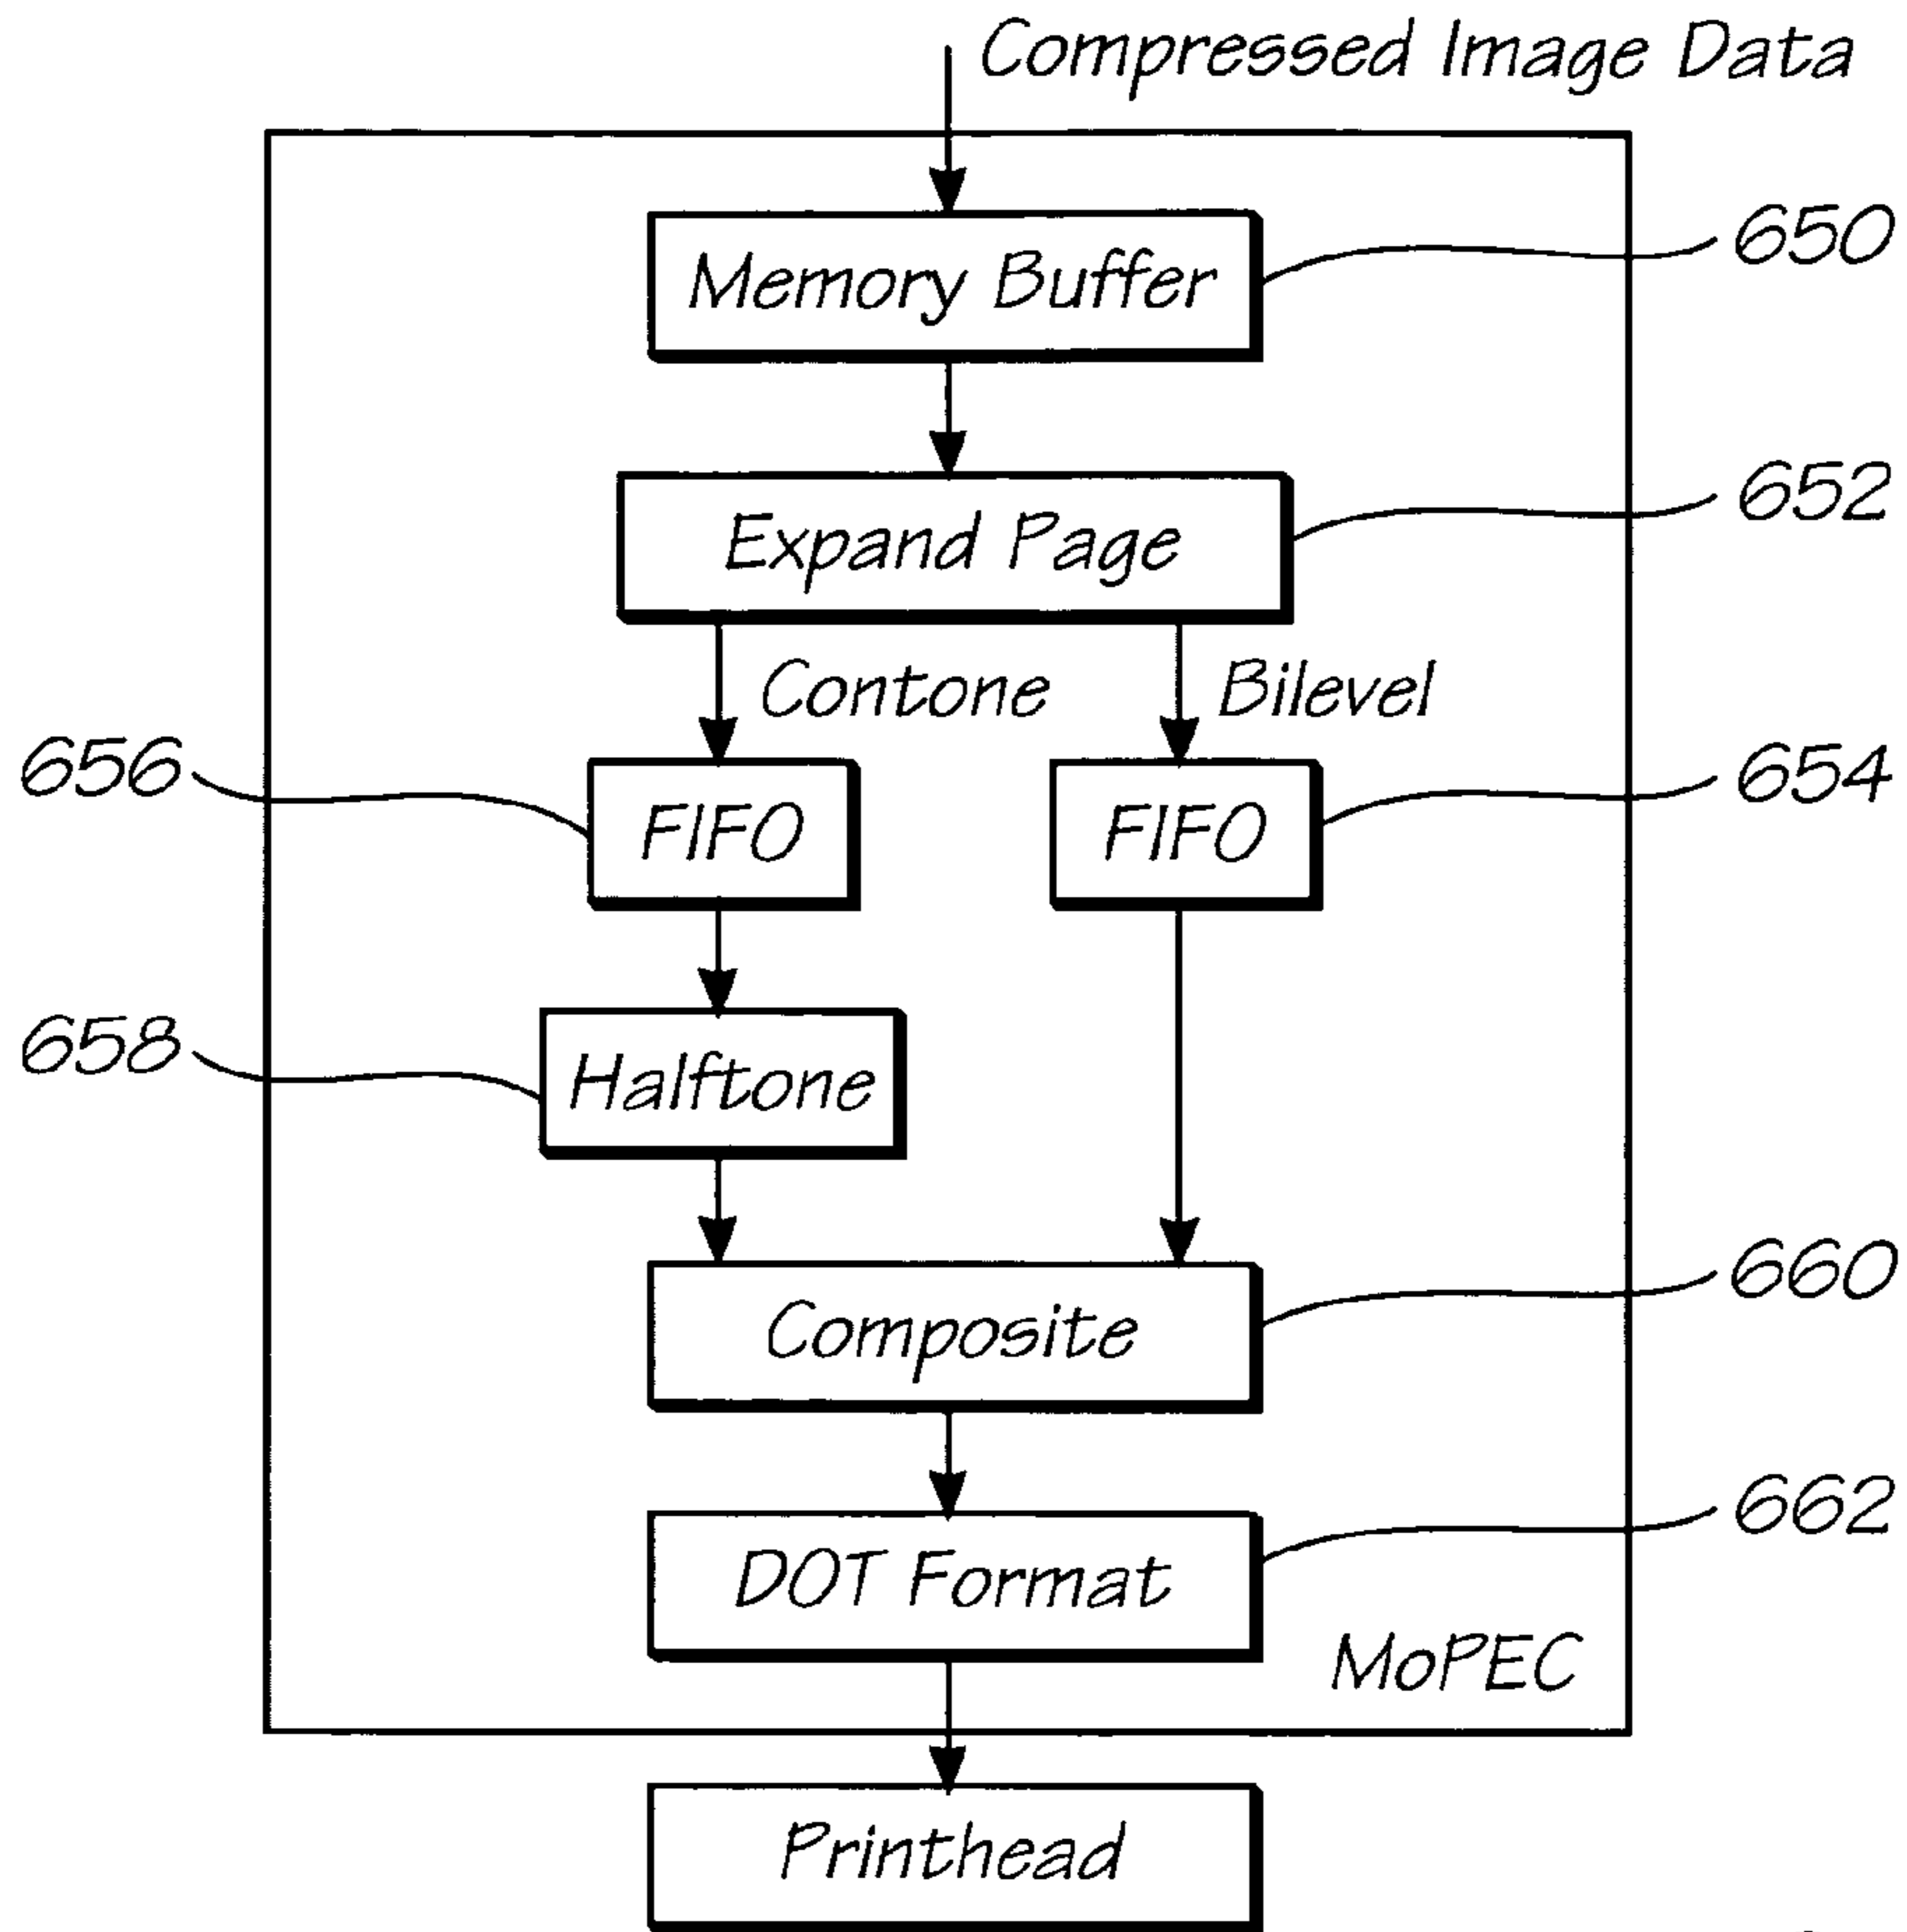 Compressed Image Data
Memory Buffer
650
Expand Page
652
Contone
Bilevel
656
FIFO
FIFO
654
658
Halftone
Composite
660
DOT Format
662
MoPEC
Printhead